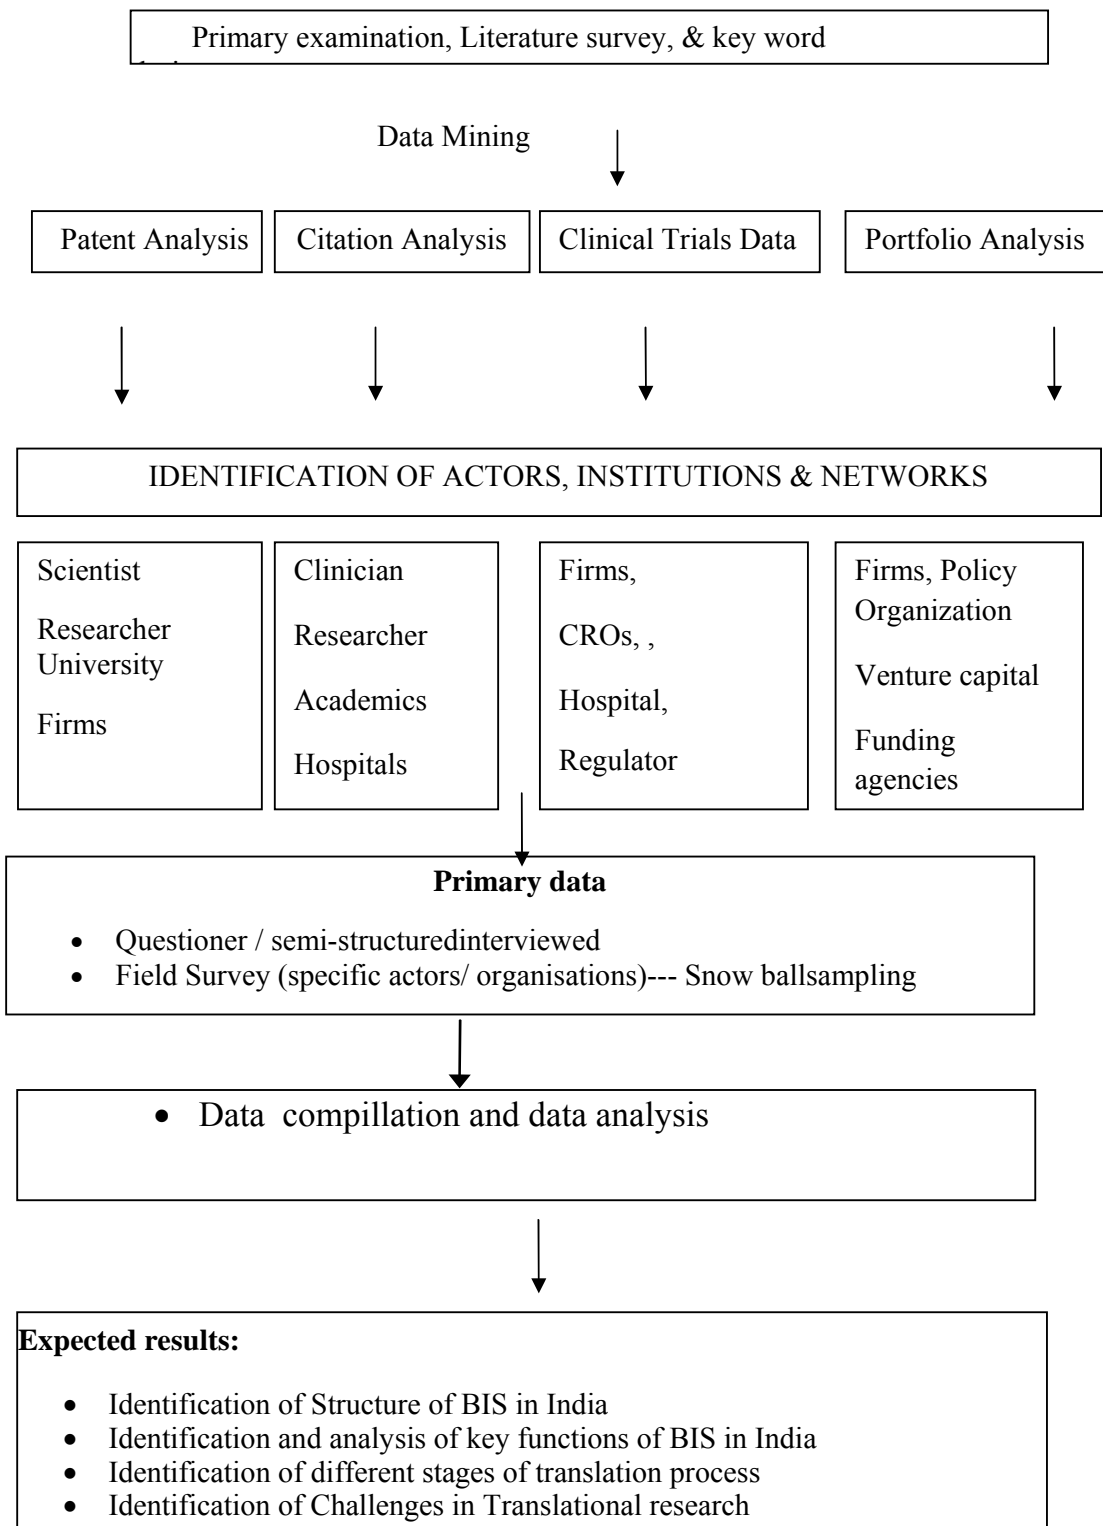 Primary examination, Literature survey, & key word
Data Mining
Patent Analysis
Citation Analysis
Clinical Trials Data
Portfolio Analysis
IDENTIFICATION OF ACTORS, INSTITUTIONS & NETWORKS
Scientist
Researcher
University
Firms
Clinician
Researcher
Academics
Hospitals
Firms,
CROs, ,
Hospital,
Regulator
Firms, Policy
Organization
Venture capital
Funding
agencies
Primary data
• Questioner / semi-structuredinterviewed
• Field Survey (specific actors/ organisations)--- Snow ballsampling
• Data compillation and data analysis
Expected results:
• Identification of Structure of BIS in India
• Identification and analysis of key functions of BIS in India
• Identification of different stages of translation process
• Identification of Challenges in Translational research